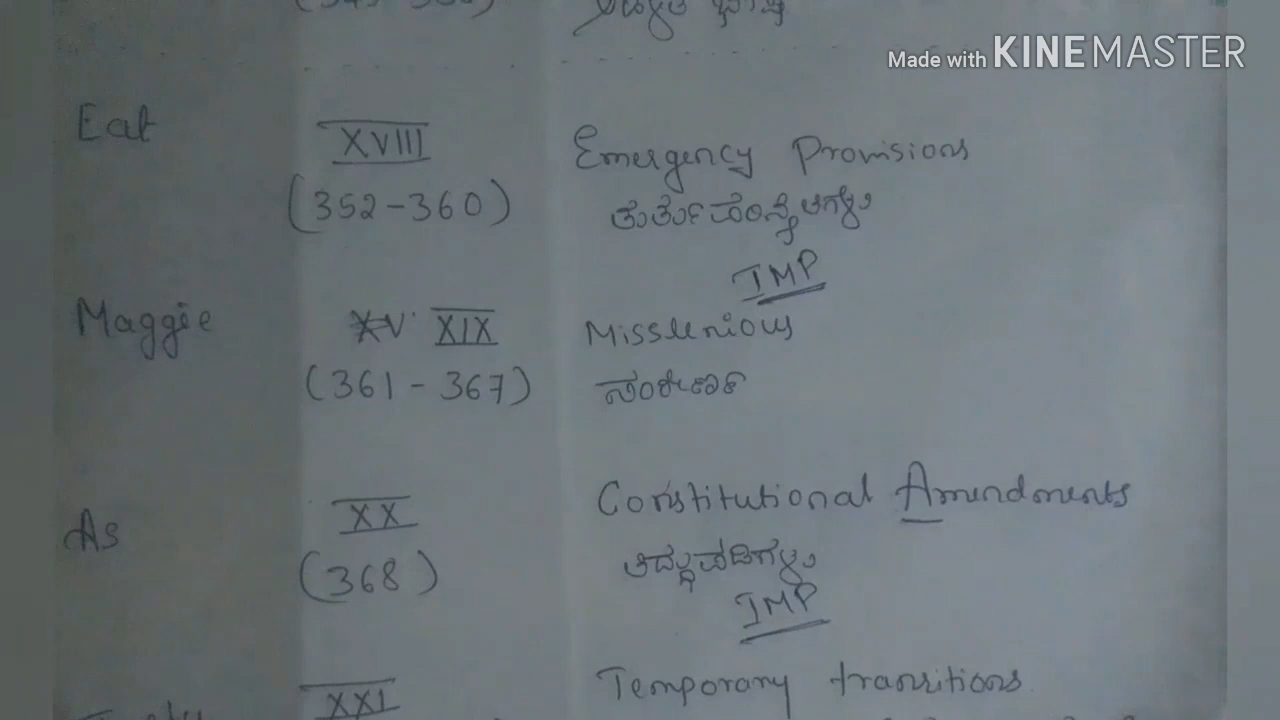 Made with KINEMASTER
Eat XVIII Emergency Provisions
(352-360) ತುರ್ತುಪರಿಸ್ಥಿತಿಗಳು
IMP
Maggie XV XIX Misslenious
(361-367) ಸಂಕೀರ್ಣ
As XX Constitutional Amendments
(368) ತಿದ್ದುಪಡಿಗಳು
IMP
XXI Temporary transitions